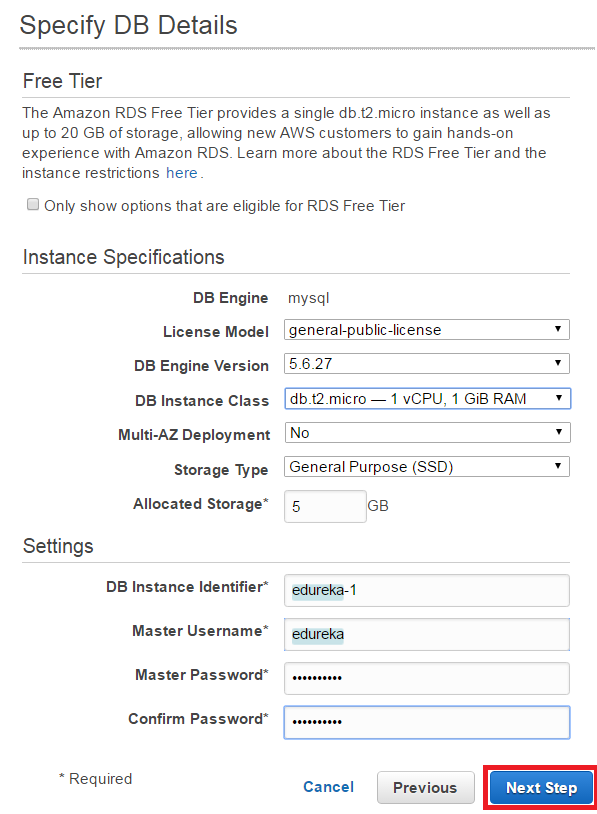 Specify DB Details
Free Tier
The Amazon RDS Free Tier provides a single db.t2.micro instance as well as
up to 20 GB of storage, allowing new AWS customers to gain hands-on
experience with Amazon RDS. Learn more about the RDS Free Tier and the
instance restrictions here.
Only show options that are eligible for RDS Free Tier
Instance Specifications
DB Engine mysql
License Model general-public-license
DB Engine Version 5.6.27
DB Instance Class db.t2.micro — 1 vCPU, 1 GiB RAM
Multi-AZ Deployment No
Storage Type General Purpose (SSD)
Allocated Storage* 5 GB
Settings
DB Instance Identifier* edureka-1
Master Username* edureka
Master Password* ••••••••••
Confirm Password* ••••••••••
* Required Cancel Previous Next Step